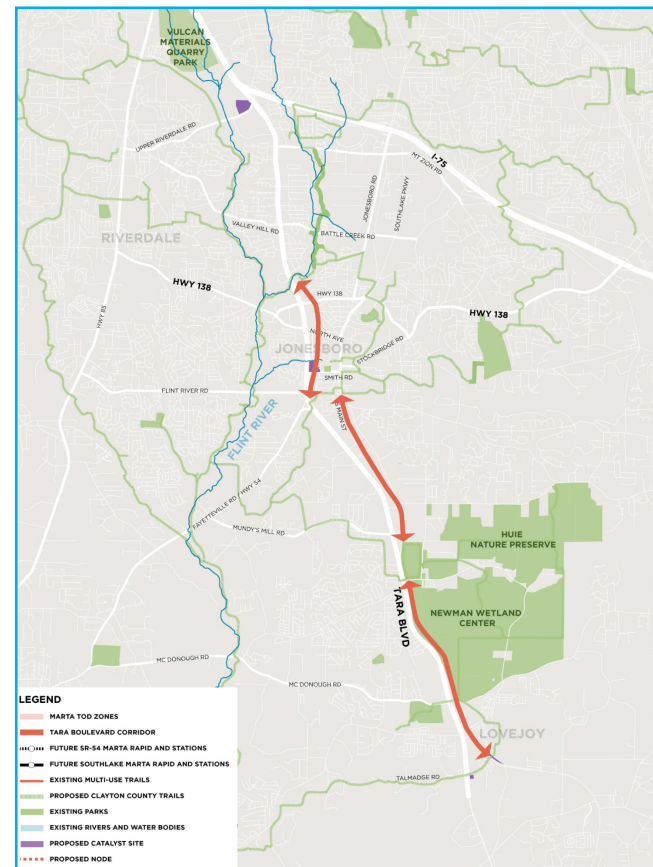 VULCAN
MATERIALS
QUARRY
PARK
UPPER RIVERDALE RD
I-75
MT ZION RD
JONESBORO RD
SOUTHLAKE PKWY
VALLEY HILL RD
BATTLE CREEK RD
RIVERDALE
HWY 138
HWY 85
HWY 138
HWY 138
NORTH AVE
JONESBORO
STOCKBRIDGE RD
SMITH RD
FLINT RIVER RD
S MAIN ST
FLINT RIVER
FAYETTEVILLE RD / HWY 54
MUNDY'S MILL RD
HUIE
NATURE PRESERVE
TARA BLVD
NEWMAN WETLAND
CENTER
MC DONOUGH RD
MC DONOUGH RD
LOVEJOY
TALMADGE RD
LEGEND
MARTA TOD ZONES
TARA BOULEVARD CORRIDOR
FUTURE SR-54 MARTA RAPID AND STATIONS
FUTURE SOUTHLAKE MARTA RAPID AND STATIONS
EXISTING MULTI-USE TRAILS
PROPOSED CLAYTON COUNTY TRAILS
EXISTING PARKS
EXISTING RIVERS AND WATER BODIES
PROPOSED CATALYST SITE
PROPOSED NODE